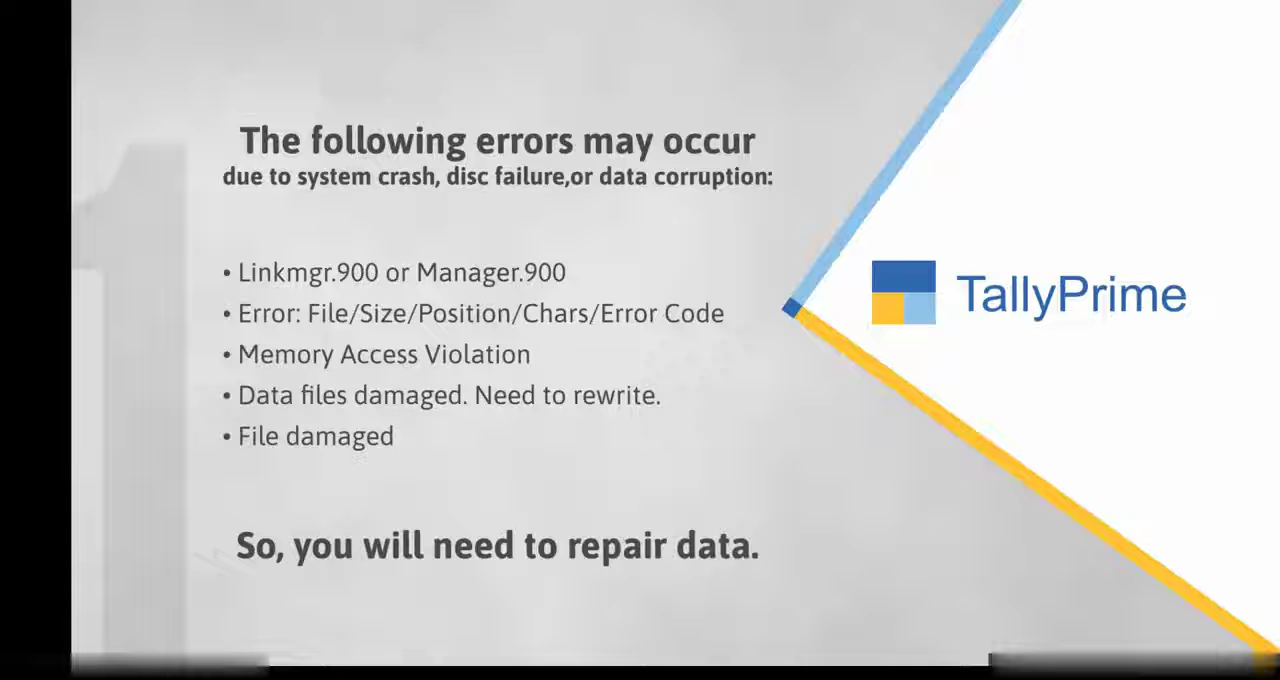 The following errors may occur
due to system crash, disc failure,or data corruption:
• Linkmgr.900 or Manager.900
• Error: File/Size/Position/Chars/Error Code
• Memory Access Violation
• Data files damaged. Need to rewrite.
• File damaged
So, you will need to repair data.
TallyPrime